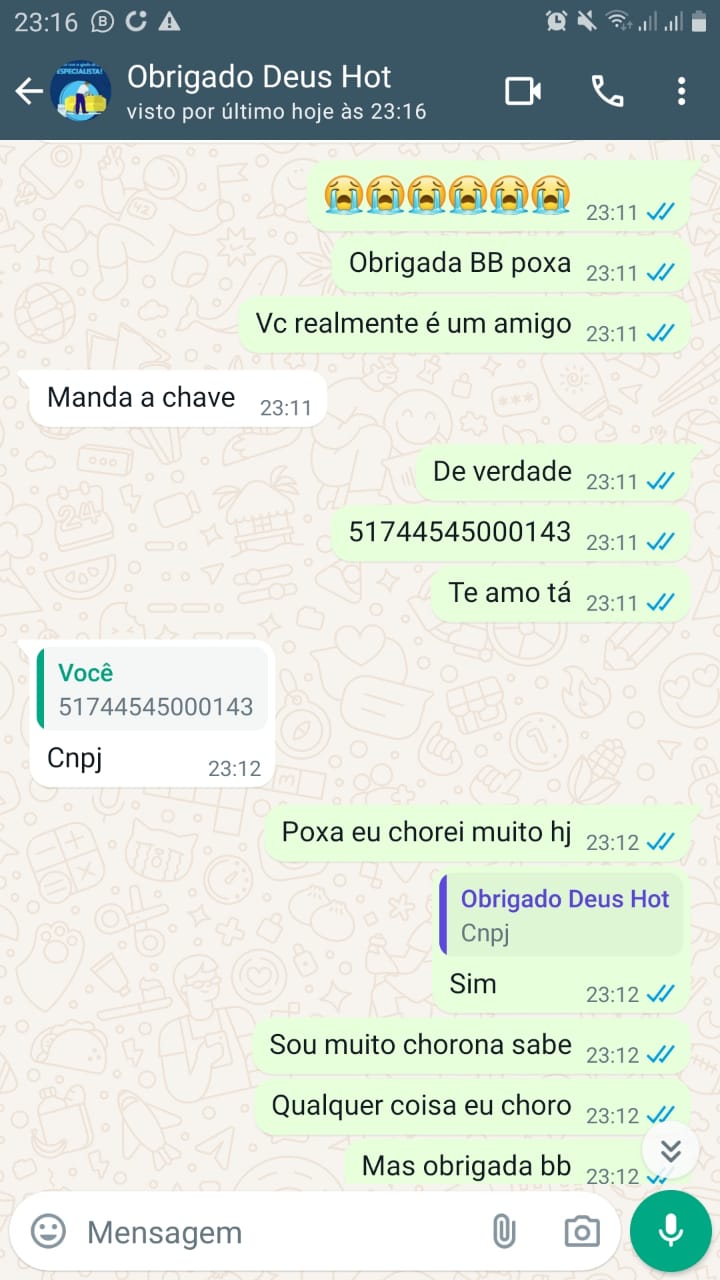 23:16
Obrigado Deus Hot
visto por último hoje às 23:16
ESPECIALISTA!
😭😭😭😭😭😭 23:11
Obrigada BB poxa 23:11
Vc realmente é um amigo 23:11
Manda a chave 23:11
De verdade 23:11
51744545000143 23:11
Te amo tá 23:11
Você
51744545000143
Cnpj 23:12
Poxa eu chorei muito hj 23:12
Obrigado Deus Hot
Cnpj
Sim 23:12
Sou muito chorona sabe 23:12
Qualquer coisa eu choro 23:12
Mas obrigada bb 23:12
Mensagem